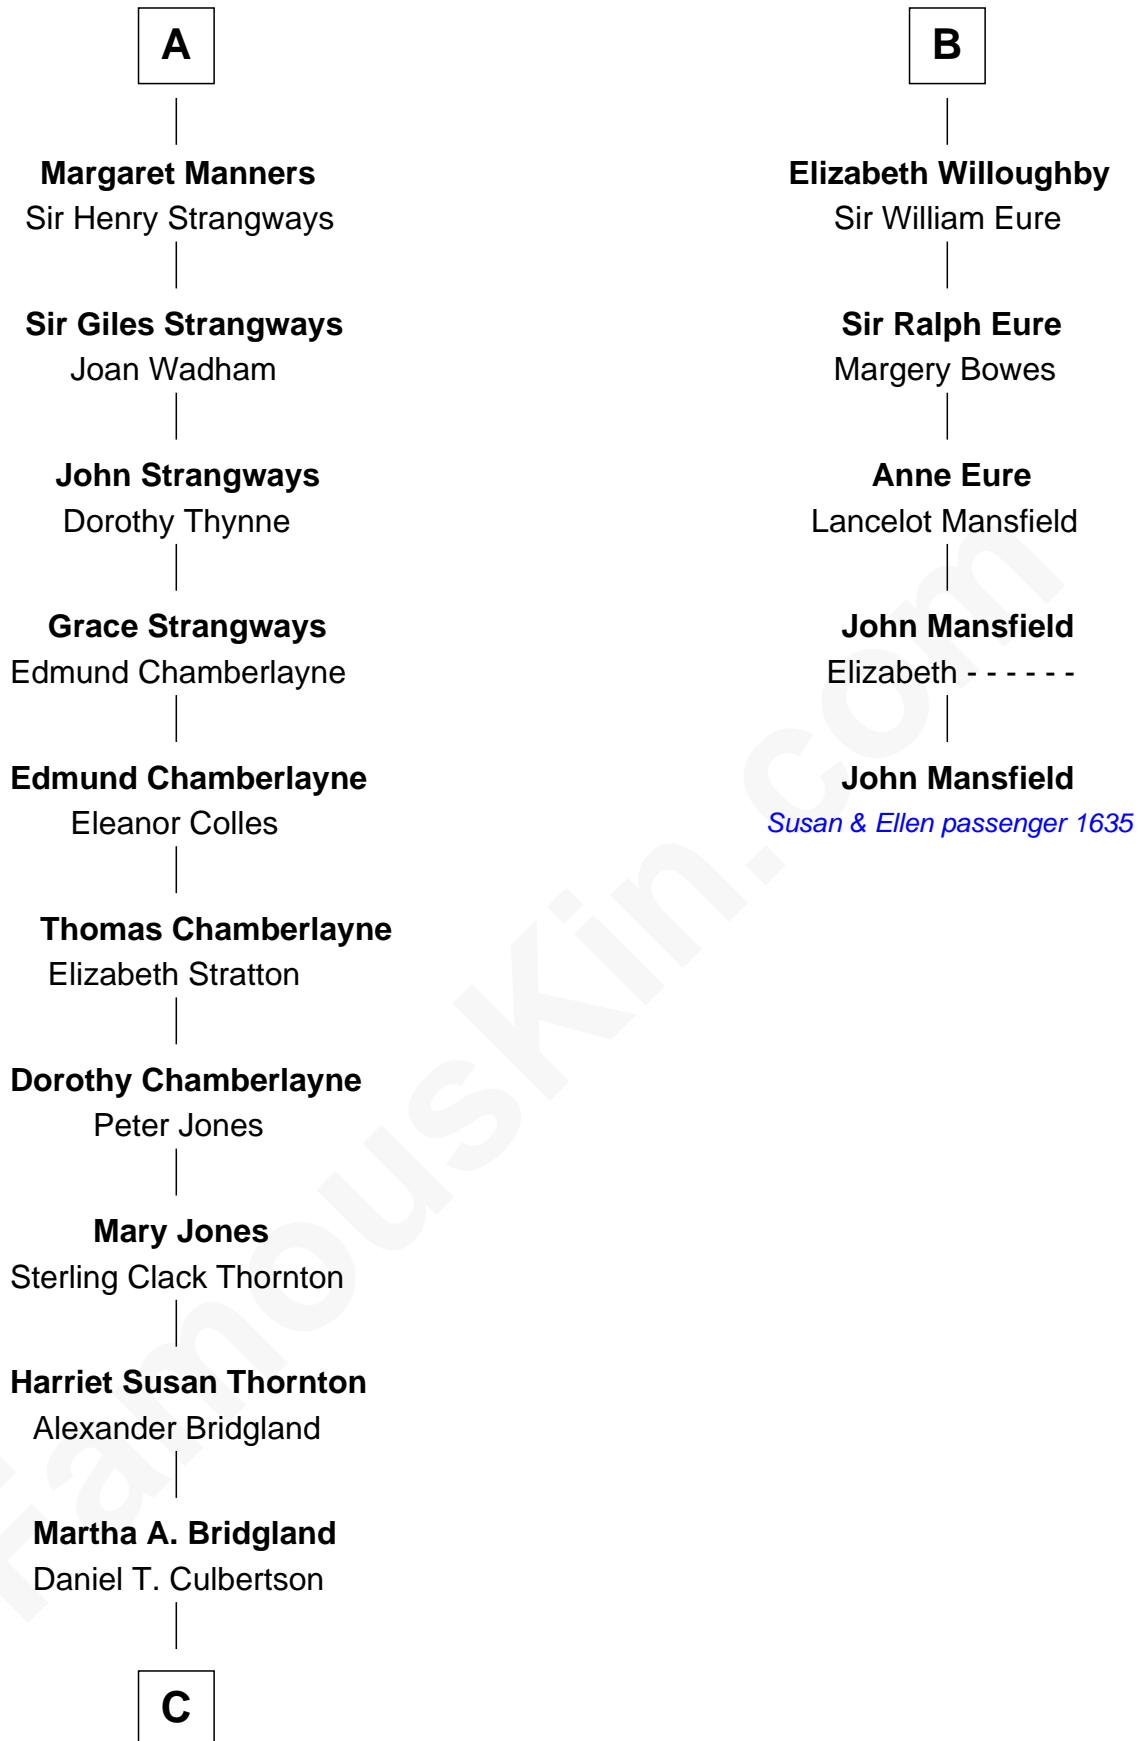 A
Margaret Manners
Sir Henry Strangways
Sir Giles Strangways
Joan Wadham
John Strangways
Dorothy Thynne
Grace Strangways
Edmund Chamberlayne
Edmund Chamberlayne
Eleanor Colles
Thomas Chamberlayne
Elizabeth Stratton
Dorothy Chamberlayne
Peter Jones
Mary Jones
Sterling Clack Thornton
Harriet Susan Thornton
Alexander Bridgland
Martha A. Bridgland
Daniel T. Culbertson
C
B
Elizabeth Willoughby
Sir William Eure
Sir Ralph Eure
Margery Bowes
Anne Eure
Lancelot Mansfield
John Mansfield
Elizabeth - - - - - -
John Mansfield
Susan & Ellen passenger 1635
FamousKin.com